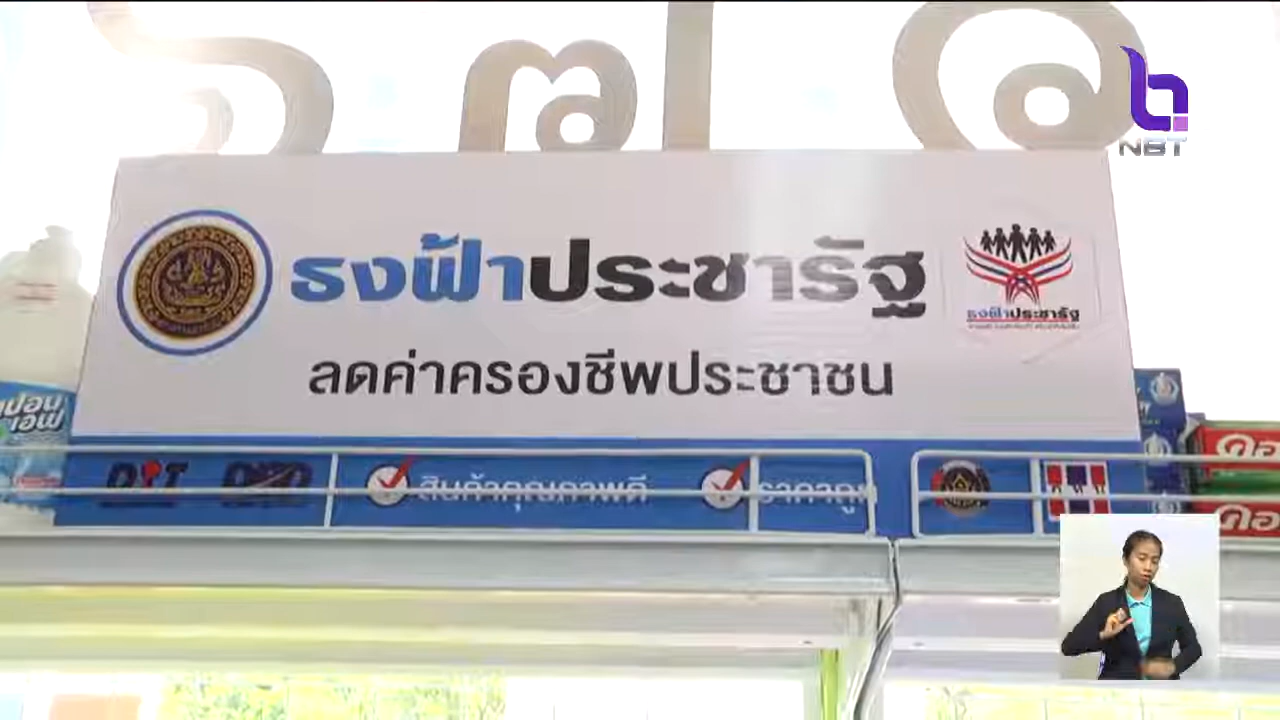 NBT
ธงฟ้าประชารัฐ
ธงฟ้าประชารัฐ
ลดค่าครองชีพประชาชน
DIT
สินค้าคุณภาพดี
ราคาถูก